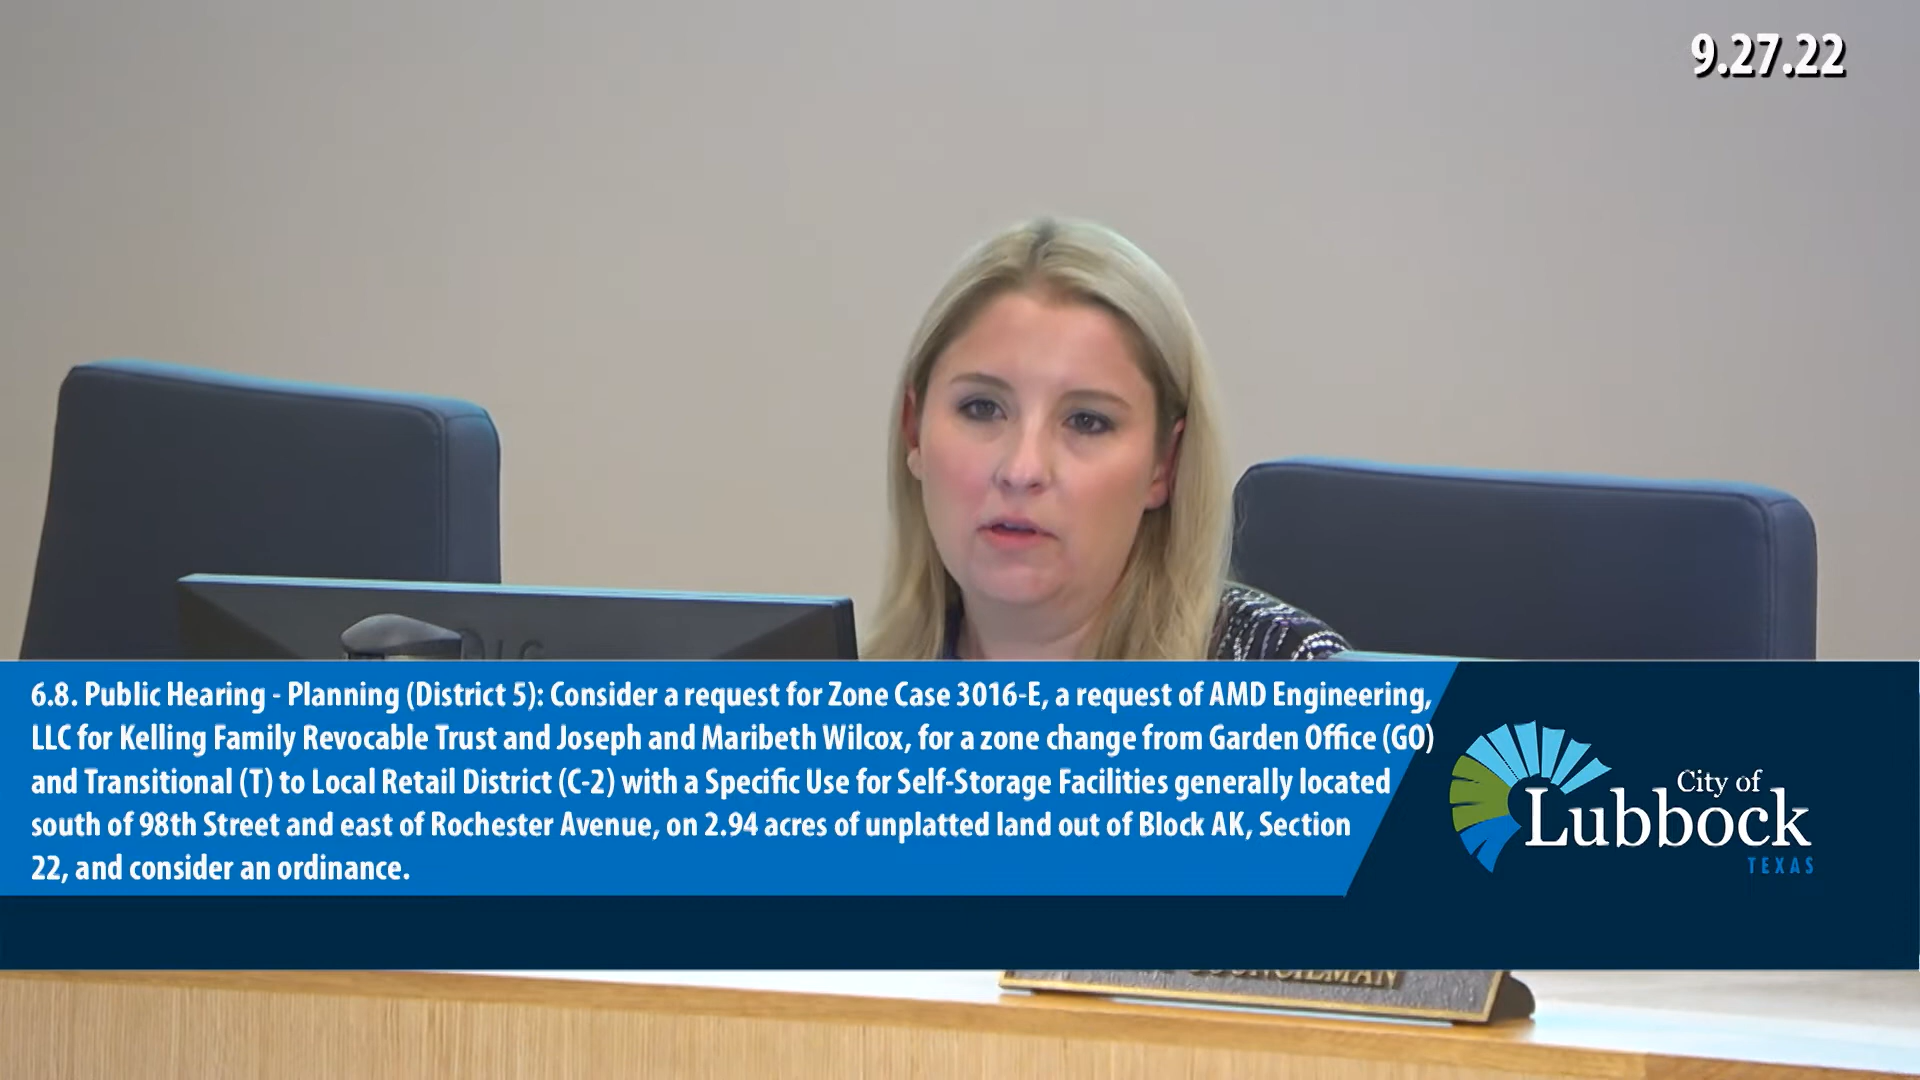 9.27.22
6.8. Public Hearing - Planning (District 5): Consider a request for Zone Case 3016-E, a request of AMD Engineering,
LLC for Kelling Family Revocable Trust and Joseph and Maribeth Wilcox, for a zone change from Garden Office (GO)
and Transitional (T) to Local Retail District (C-2) with a Specific Use for Self-Storage Facilities generally located
south of 98th Street and east of Rochester Avenue, on 2.94 acres of unplatted land out of Block AK, Section
22, and consider an ordinance.
City of
Lubbock
TEXAS
COUNCILMAN